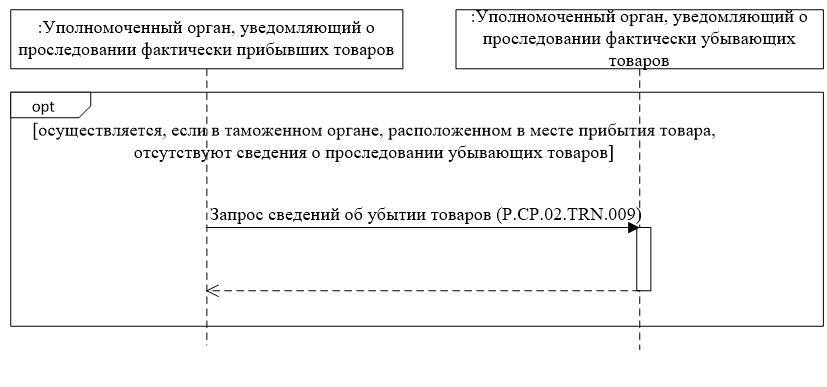 :Уполномоченный орган, уведомляющий о
проследовании фактически прибывших товаров
:Уполномоченный орган, уведомляющий о
проследовании фактически убывающих
товаров
opt
[осуществляется, если в таможенном органе, расположенном в месте прибытия товара,
отсутствуют сведения о проследовании убывающих товаров]
Запрос сведений об убытии товаров (P.CP.02.TRN.009)